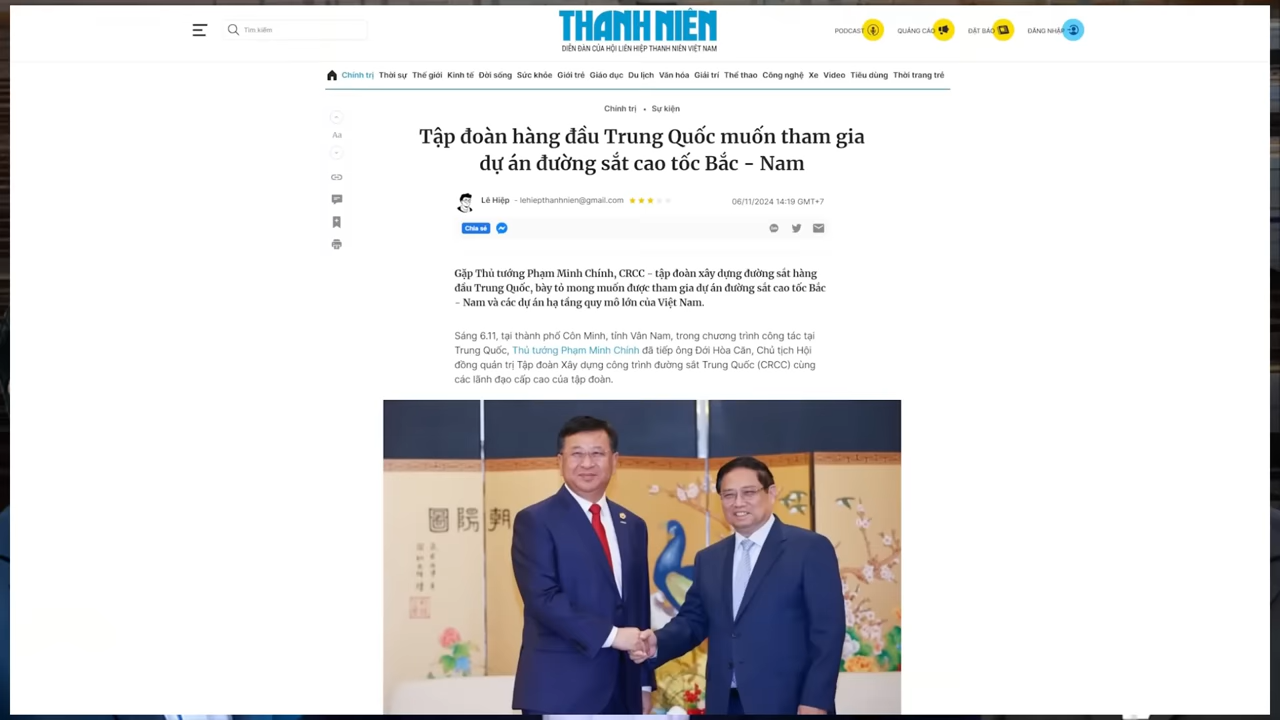 Tìm kiếm
THANH NIÊN
DIỄN ĐÀN CỦA HỘI LIÊN HIỆP THANH NIÊN VIỆT NAM
PODCAST
QUẢNG CÁO
ĐẶT BÁO
ĐĂNG NHẬP
Chính trị Thời sự Thế giới Kinh tế Đời sống Sức khỏe Giới trẻ Giáo dục Du lịch Văn hóa Giải trí Thể thao Công nghệ Xe Video Tiêu dùng Thời trang trẻ
Chính trị • Sự kiện
Aa
Tập đoàn hàng đầu Trung Quốc muốn tham gia
dự án đường sắt cao tốc Bắc - Nam
Lê Hiệp - lehiepthanhnien@gmail.com
06/11/2024 14:19 GMT+7
Chia sẻ
Gặp Thủ tướng Phạm Minh Chính, CRCC - tập đoàn xây dựng đường sắt hàng
đầu Trung Quốc, bày tỏ mong muốn được tham gia dự án đường sắt cao tốc Bắc
- Nam và các dự án hạ tầng quy mô lớn của Việt Nam.
Sáng 6.11, tại thành phố Côn Minh, tỉnh Vân Nam, trong chương trình công tác tại
Trung Quốc, Thủ tướng Phạm Minh Chính đã tiếp ông Đới Hòa Căn, Chủ tịch Hội
đồng quản trị Tập đoàn Xây dựng công trình đường sắt Trung Quốc (CRCC) cùng
các lãnh đạo cấp cao của tập đoàn.
圖 陽 朝